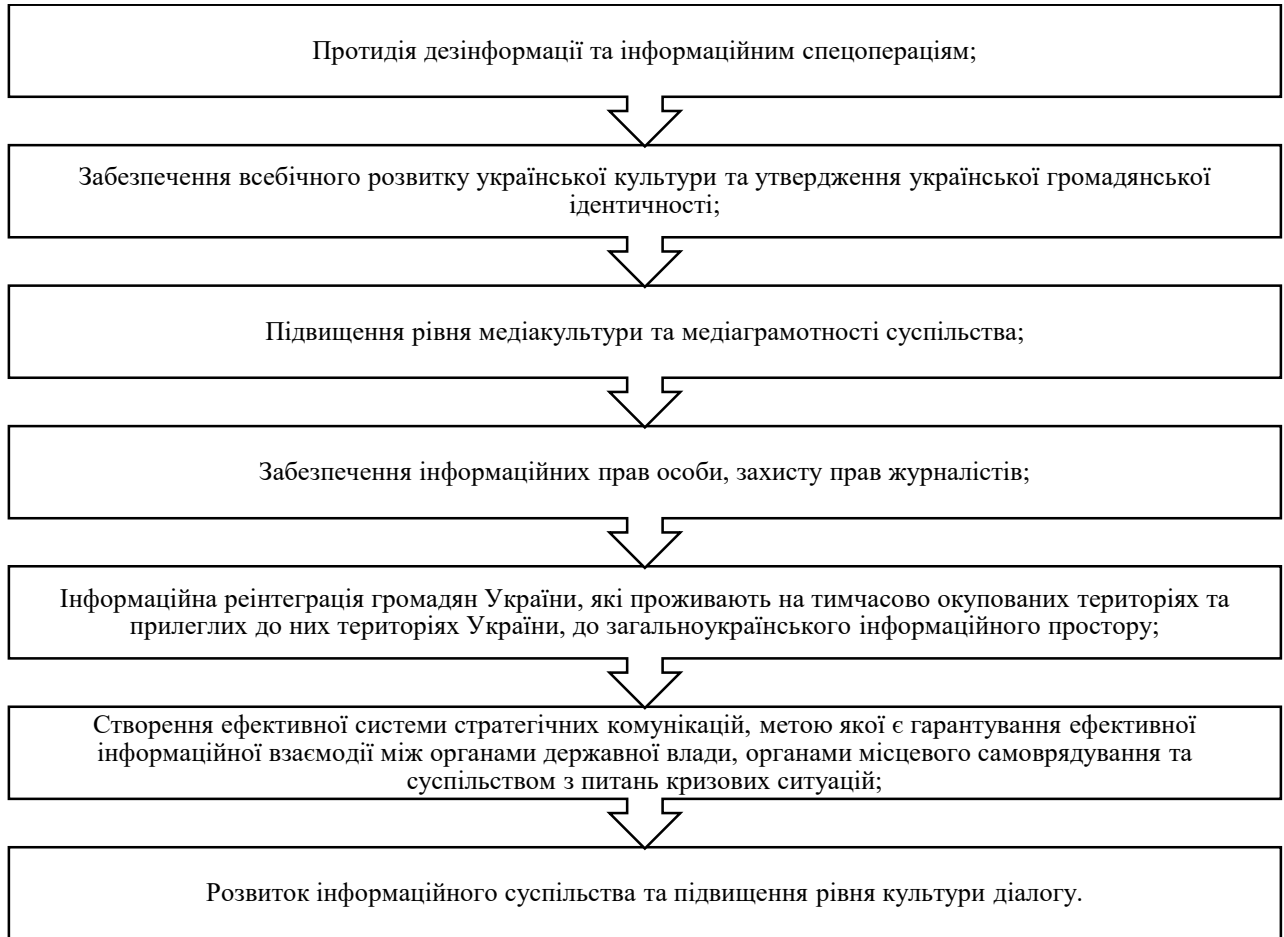 Протидія дезінформації та інформаційним спецопераціям;
Забезпечення всебічного розвитку української культури та утвердження української громадянської
ідентичності;
Підвищення рівня медіакультури та медіаграмотності суспільства;
Забезпечення інформаційних прав особи, захисту прав журналістів;
Інформаційна реінтеграція громадян України, які проживають на тимчасово окупованих територіях та
прилеглих до них територіях України, до загальноукраїнського інформаційного простору;
Створення ефективної системи стратегічних комунікацій, метою якої є гарантування ефективної
інформаційної взаємодії між органами державної влади, органами місцевого самоврядування та
суспільством з питань кризових ситуацій;
Розвиток інформаційного суспільства та підвищення рівня культури діалогу.